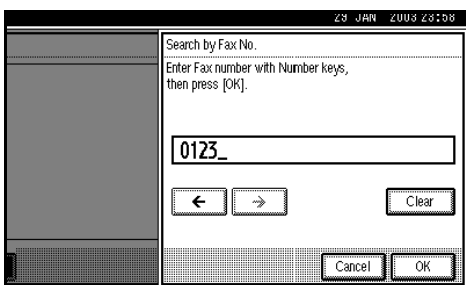 29 JAN 2003 23:58
Search by Fax No.
Enter Fax number with Number keys,
then press [OK].
0123_
← →
Clear
Cancel OK